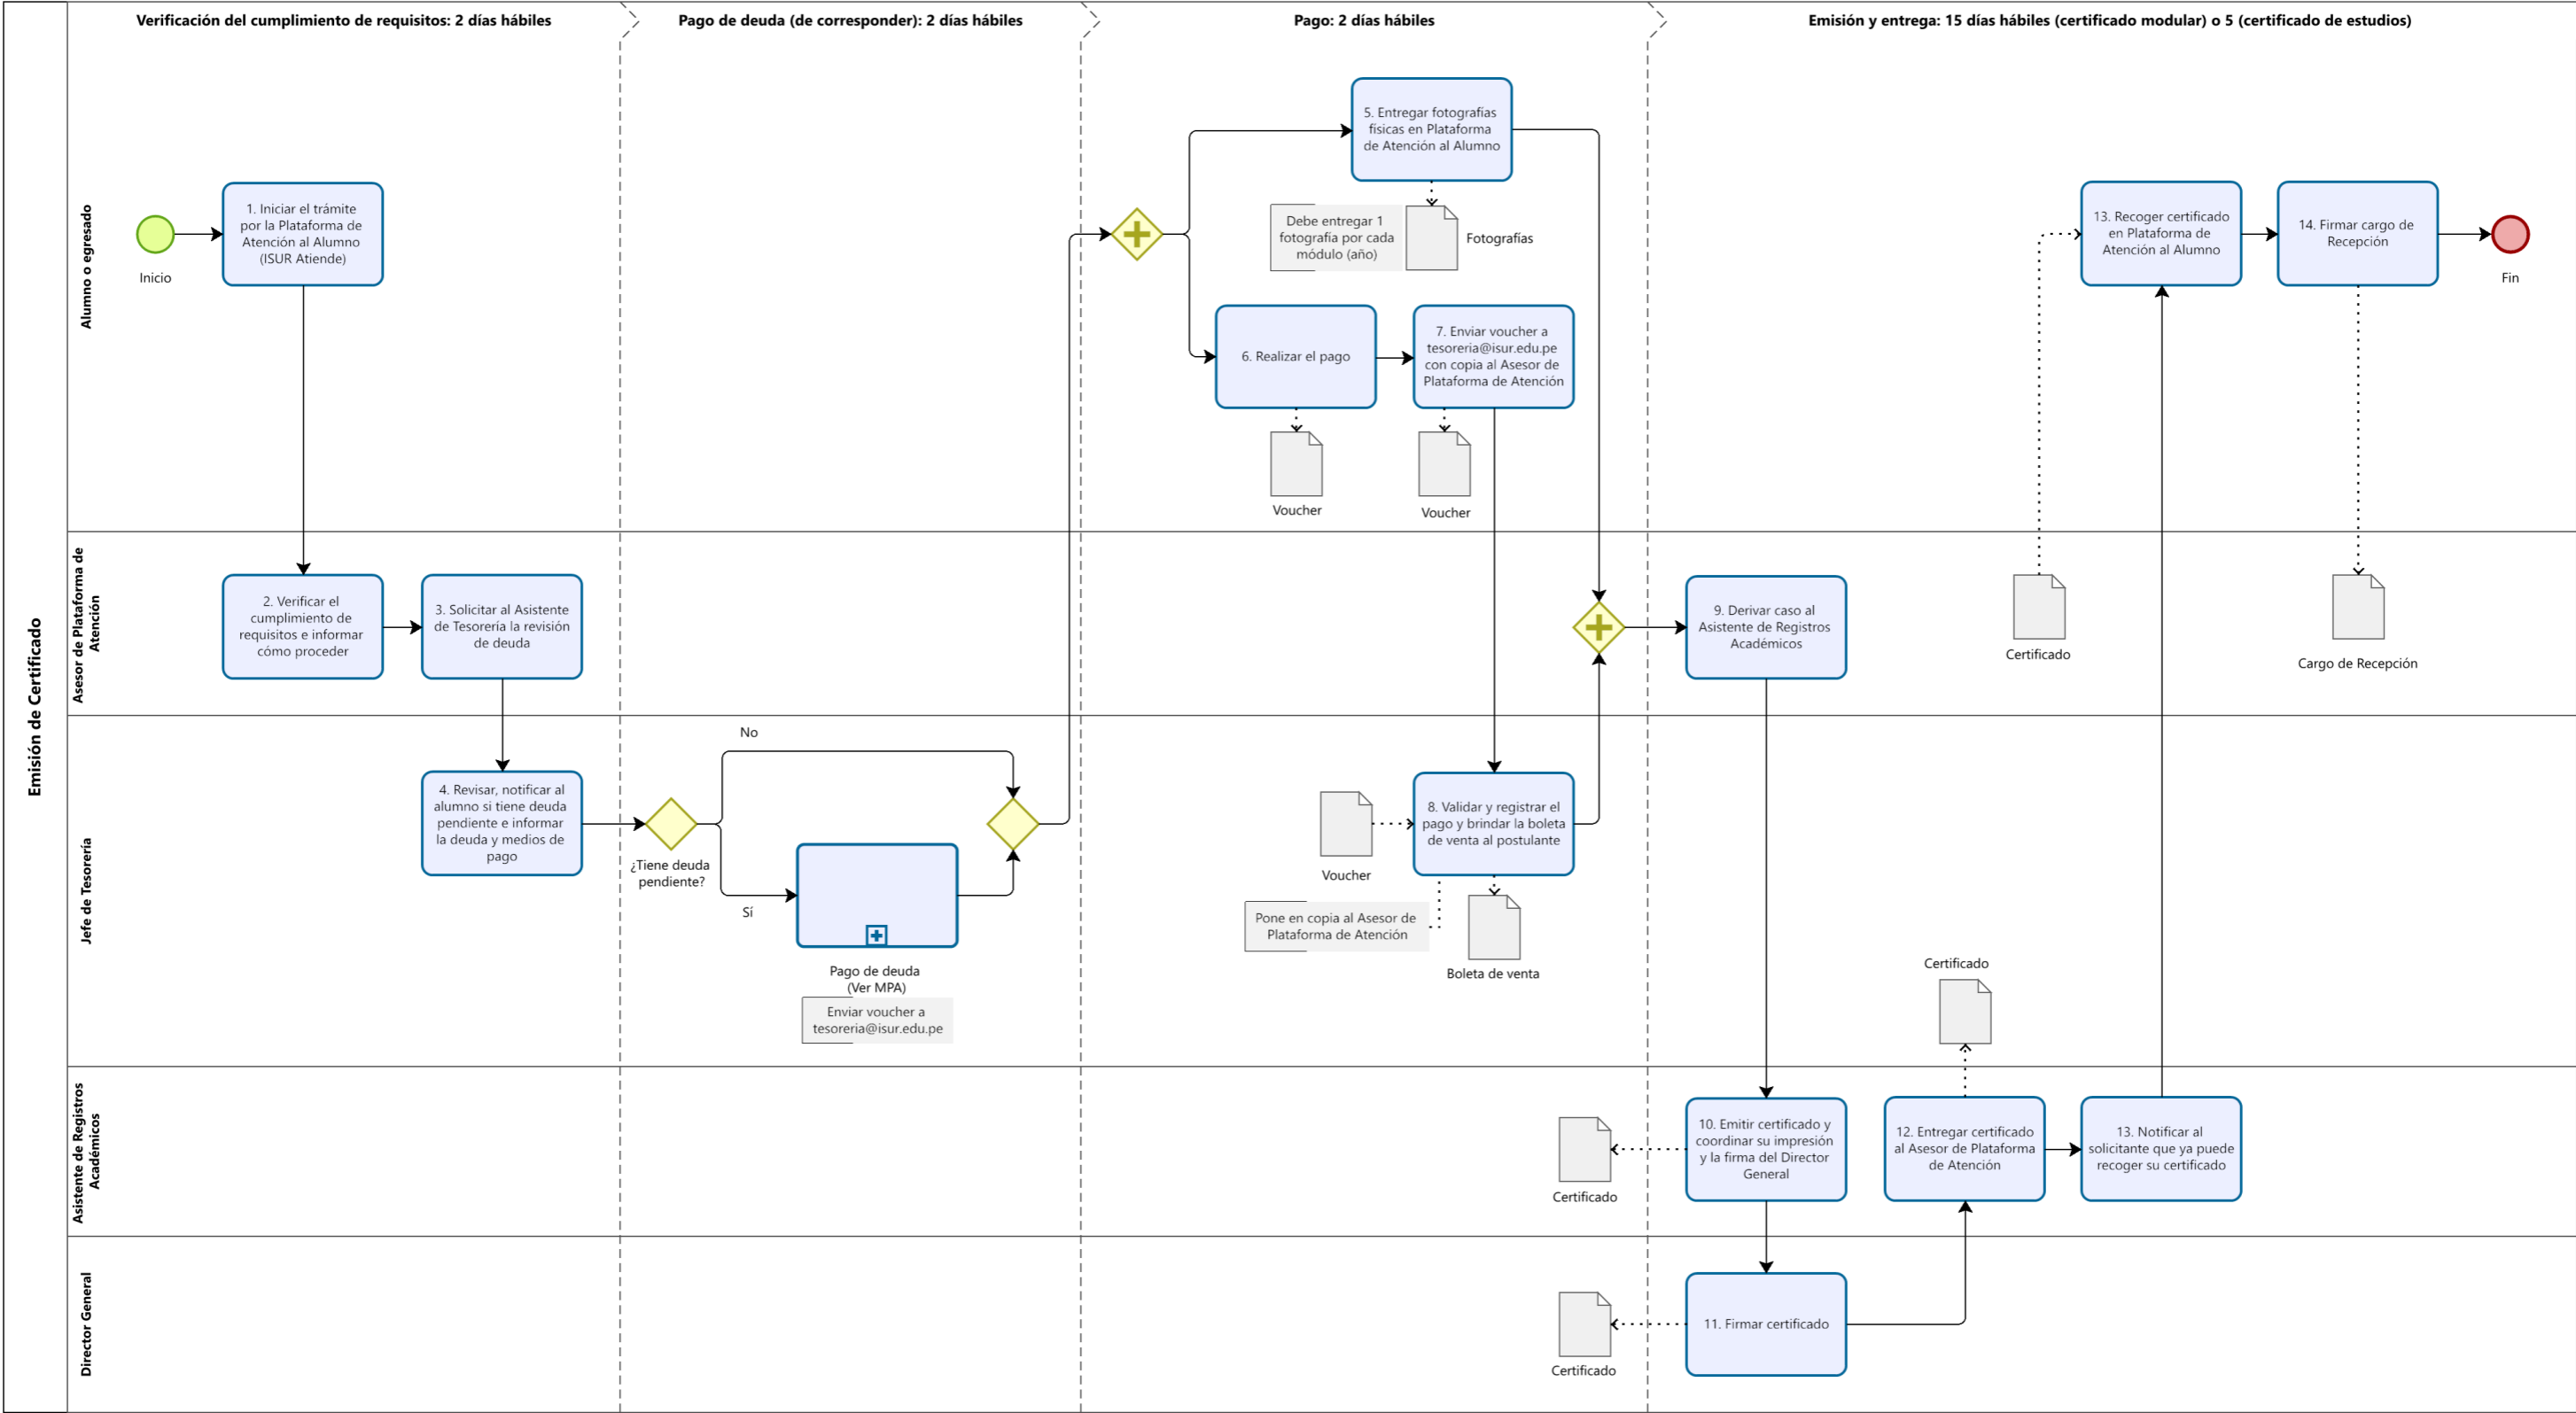 Verificación del cumplimiento de requisitos: 2 días hábiles
Pago de deuda (de corresponder): 2 días hábiles
Pago: 2 días hábiles
Emisión y entrega: 15 días hábiles (certificado modular) o 5 (certificado de estudios)
Emisión de Certificado
Alumno o egresado
Inicio
1. Iniciar el trámite
por la Plataforma de
Atención al Alumno
(ISUR Atiende)
5. Entregar fotografías
físicas en Plataforma
de Atención al Alumno
Debe entregar 1
fotografía por cada
módulo (año)
Fotografías
6. Realizar el pago
7. Enviar voucher a
tesoreria@isur.edu.pe
con copia al Asesor de
Plataforma de Atención
Voucher
Voucher
13. Recoger certificado
en Plataforma de
Atención al Alumno
14. Firmar cargo de
Recepción
Fin
Asesor de Plataforma de
Atención
2. Verificar el
cumplimiento de
requisitos e informar
cómo proceder
3. Solicitar al Asistente
de Tesorería la revisión
de deuda
9. Derivar caso al
Asistente de Registros
Académicos
Certificado
Cargo de Recepción
Jefe de Tesorería
4. Revisar, notificar al
alumno si tiene deuda
pendiente e informar
la deuda y medios de
pago
¿Tiene deuda
pendiente?
No
Sí
Pago de deuda
(Ver MPA)
Enviar voucher a
tesoreria@isur.edu.pe
Voucher
8. Validar y registrar el
pago y brindar la boleta
de venta al postulante
Pone en copia al Asesor de
Plataforma de Atención
Boleta de venta
Certificado
Asistente de Registros
Académicos
Certificado
10. Emitir certificado y
coordinar su impresión
y la firma del Director
General
12. Entregar certificado
al Asesor de Plataforma
de Atención
13. Notificar al
solicitante que ya puede
recoger su certificado
Director General
Certificado
11. Firmar certificado